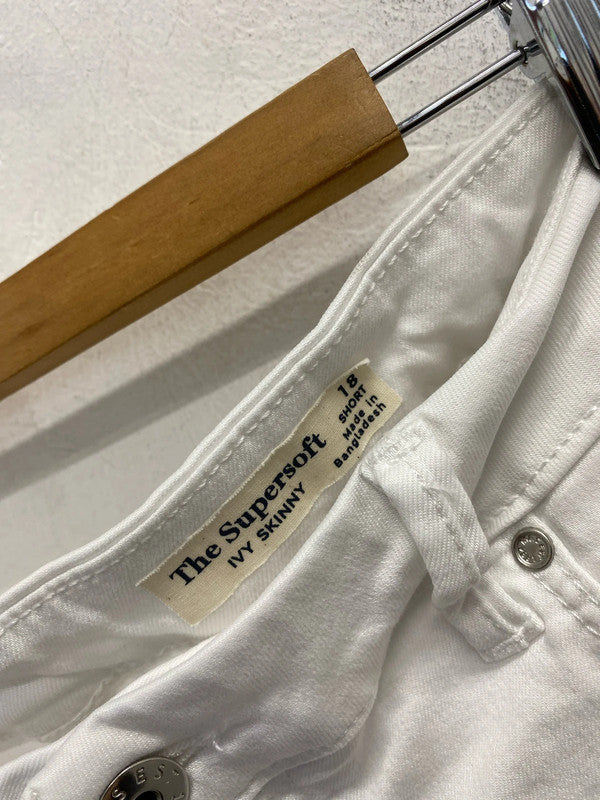 The Supersoft
IVY SKINNY
18
SHORT
Made in
Bangladesh